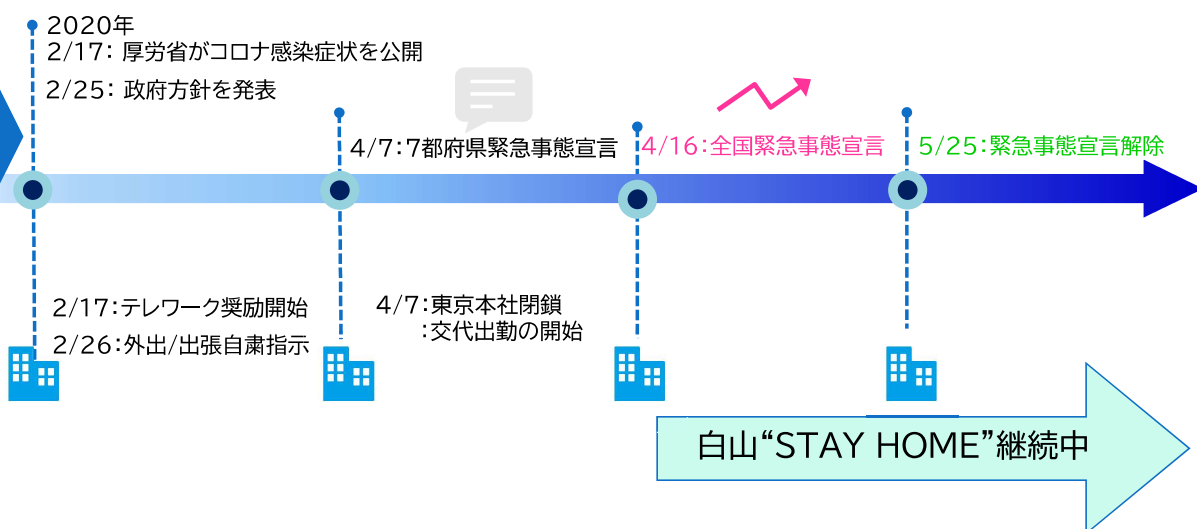 2020年
2/17：厚労省がコロナ感染症状を公開
2/25：政府方針を発表
4/7：7都府県緊急事態宣言
4/16：全国緊急事態宣言
5/25：緊急事態宣言解除
2/17：テレワーク奨励開始
2/26：外出/出張自粛指示
4/7：東京本社閉鎖
：交代出勤の開始
白山“STAY HOME”継続中